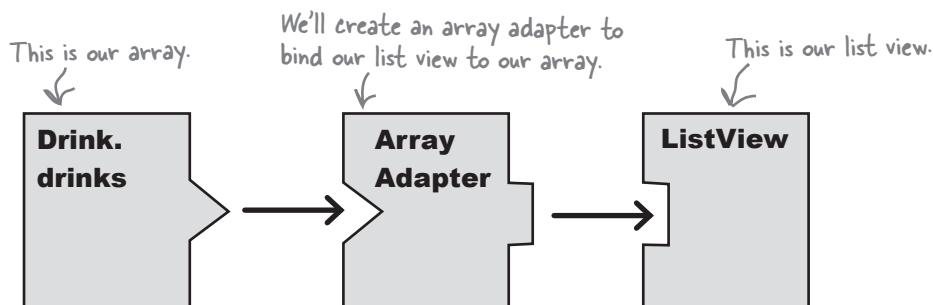 This is our array.
We'll create an array adapter to
bind our list view to our array.
This is our list view.
Drink.
drinks
Array
Adapter
ListView